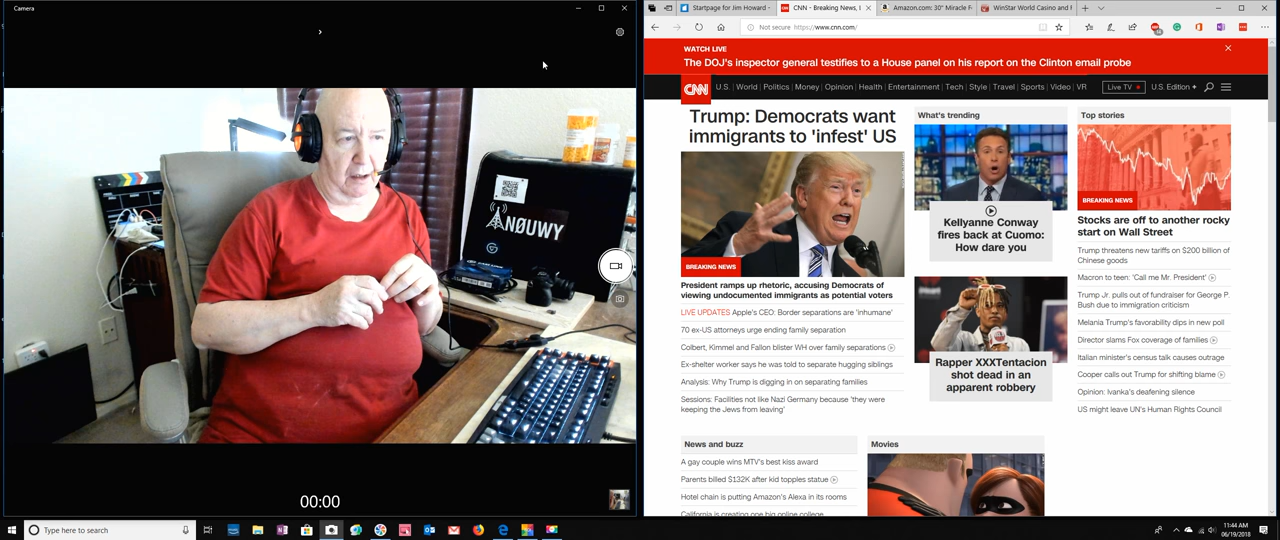 Camera
NØUWY
00:00
Startpage for Jim Howard -
CNN - Breaking News, l
Amazon.com: 30" Miracle F
WinStar World Casino and R
Not secure https://www.cnn.com/
WATCH LIVE
The DOJ's inspector general testifies to a House panel on his report on the Clinton email probe
CNN
U.S. World Politics Money Opinion Health Entertainment Tech Style Travel Sports Video VR
Live TV
U.S. Edition +
Trump: Democrats want
immigrants to 'infest' US
BREAKING NEWS
President ramps up rhetoric, accusing Democrats of
viewing undocumented immigrants as potential voters
LIVE UPDATES Apple's CEO: Border separations are 'inhumane'
70 ex-US attorneys urge ending family separation
Colbert, Kimmel and Fallon blister WH over family separations
Ex-shelter worker says he was told to separate hugging siblings
Analysis: Why Trump is digging in on separating families
Sessions: Facilities not like Nazi Germany because 'they were
keeping the Jews from leaving'
What's trending
Kellyanne Conway
fires back at Cuomo:
How dare you
Rapper XXXTentacion
shot dead in an
apparent robbery
Top stories
BREAKING NEWS
Stocks are off to another rocky
start on Wall Street
Trump threatens new tariffs on $200 billion of
Chinese goods
Macron to teen: 'Call me Mr. President'
Trump Jr. pulls out of fundraiser for George P.
Bush due to immigration criticism
Melania Trump's favorability dips in new poll
Director slams Fox coverage of families
Italian minister's census talk causes outrage
Cooper calls out Trump for shifting blame
Opinion: Ivanka's deafening silence
US might leave UN's Human Rights Council
News and buzz
A gay couple wins MTV's best kiss award
Parents billed $132K after kid topples statue
Hotel chain is putting Amazon's Alexa in its rooms
California is creating one big online college
Movies
Type here to search
11:44 AM
06/19/2018